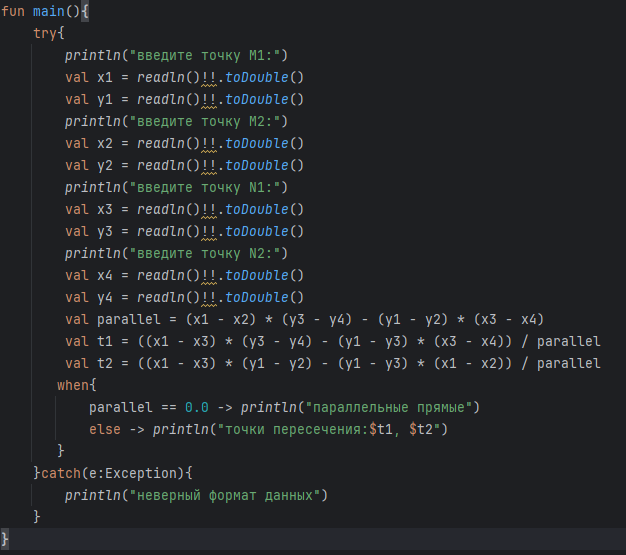 fun main(){
    try{
        println("введите точку M1:")
        val x1 = readln()!!.toDouble()
        val y1 = readln()!!.toDouble()
        println("введите точку M2:")
        val x2 = readln()!!.toDouble()
        val y2 = readln()!!.toDouble()
        println("введите точку N1:")
        val x3 = readln()!!.toDouble()
        val y3 = readln()!!.toDouble()
        println("введите точку N2:")
        val x4 = readln()!!.toDouble()
        val y4 = readln()!!.toDouble()
        val parallel = (x1 - x2) * (y3 - y4) - (y1 - y2) * (x3 - x4)
        val t1 = ((x1 - x3) * (y3 - y4) - (y1 - y3) * (x3 - x4)) / parallel
        val t2 = ((x1 - x3) * (y1 - y2) - (y1 - y3) * (x1 - x2)) / parallel
       when{
           parallel == 0.0 -> println("параллельные прямые")
           else -> println("точки пересечения:$t1, $t2")
       }
    }catch(e:Exception){
        println("неверный формат данных")
    }
}